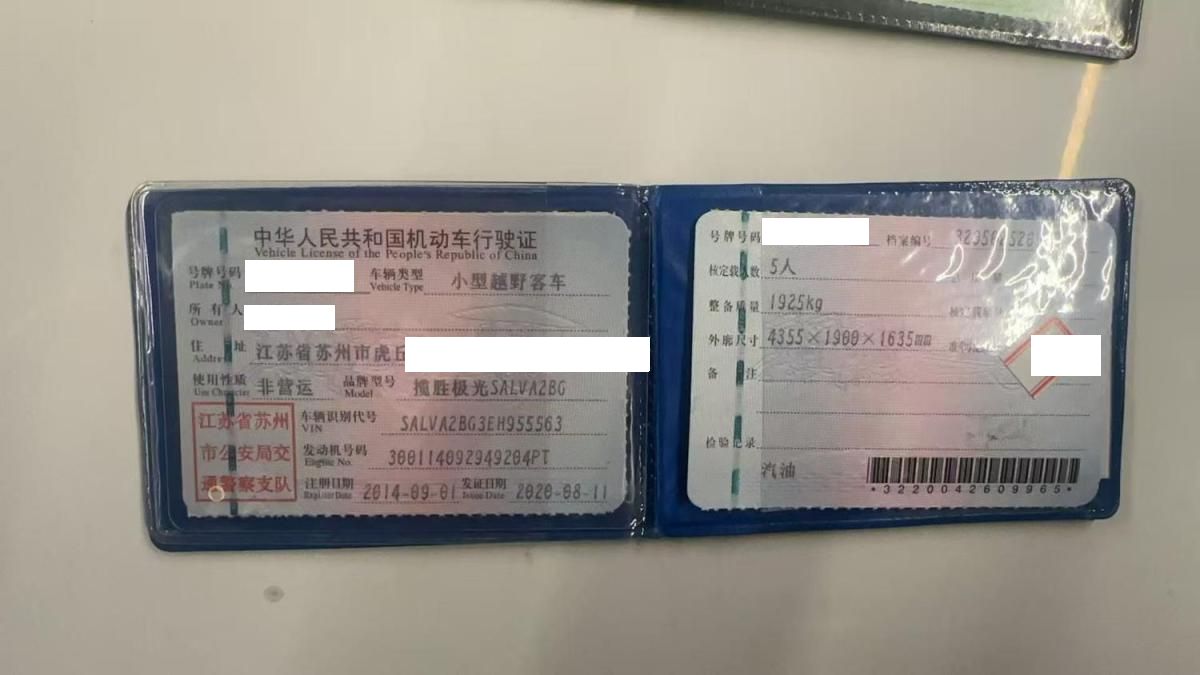 中华人民共和国机动车行驶证
Vehicle License of the People's Republic of China
号牌号码
Plate No.
车辆类型 小型越野客车
Vehicle Type
所有人
Owner
住址 江苏省苏州市虎丘
Address
使用性质 非营运 品牌型号 揽胜极光SALVA2BG
Use Character Model
江苏省苏州
市公安局交
通警察支队
车辆识别代号 SALVA2BG3EH955563
VIN
发动机号码 300114092949204PT
Engine No.
注册日期 2014-09-01 发证日期 2020-08-11
Register Date Issue Date
号牌号码 档案编号
核定载人数 5人
整备质量 1925kg
外廓尺寸 4355×1900×1635mm
备注
检验记录
汽油
*3220042609965*